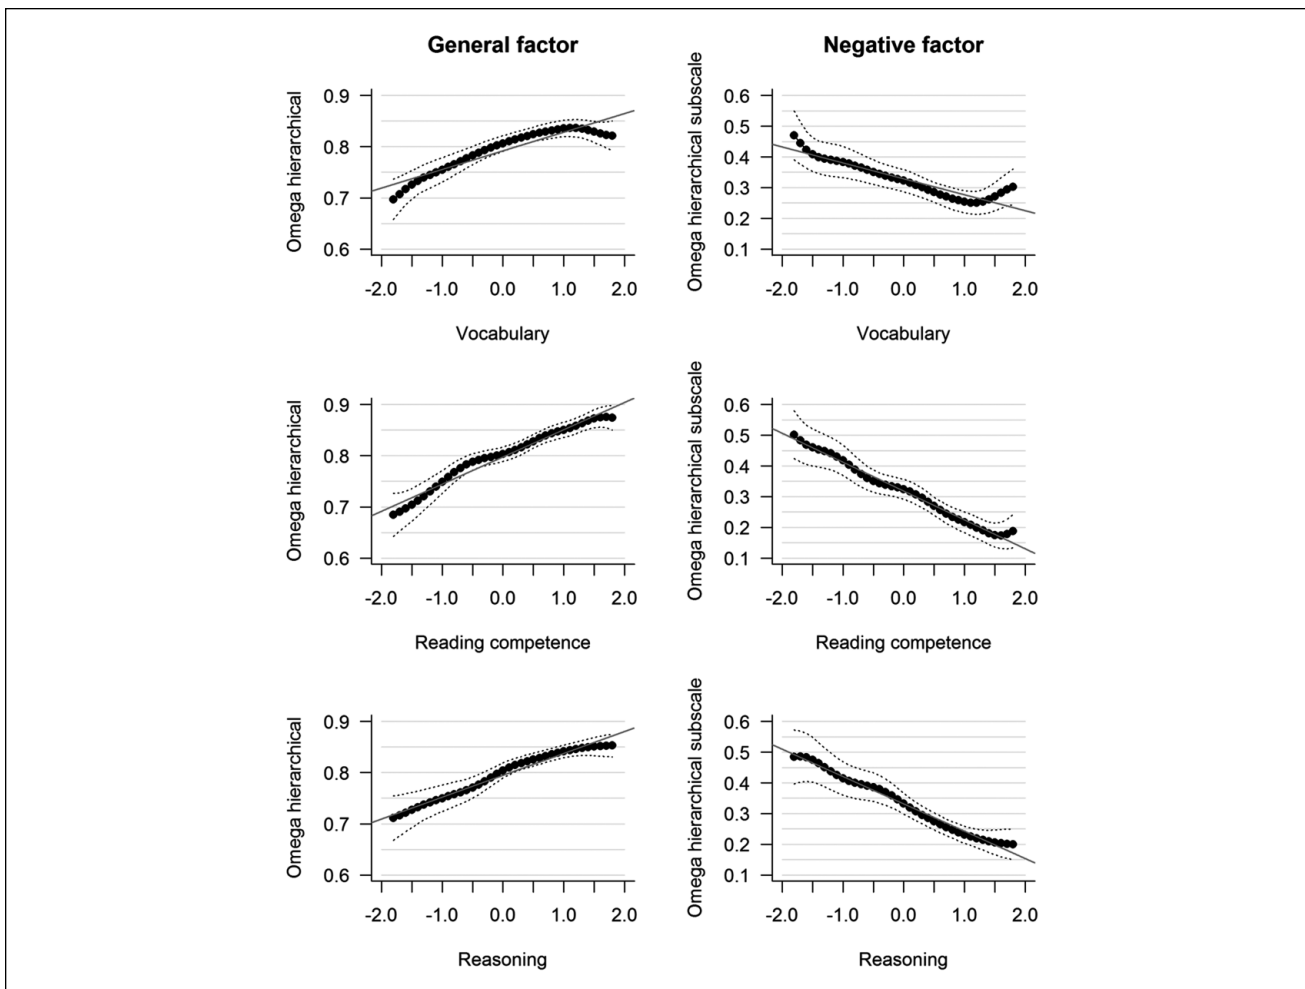 General factor
Negative factor
Omega hierarchical
0.9
0.8
0.7
0.6
-2.0 -1.0 0.0 1.0 2.0
Vocabulary
Omega hierarchical subscale
0.6
0.5
0.4
0.3
0.2
0.1
-2.0 -1.0 0.0 1.0 2.0
Vocabulary
Omega hierarchical
0.9
0.8
0.7
0.6
-2.0 -1.0 0.0 1.0 2.0
Reading competence
Omega hierarchical subscale
0.6
0.5
0.4
0.3
0.2
0.1
-2.0 -1.0 0.0 1.0 2.0
Reading competence
Omega hierarchical
0.9
0.8
0.7
0.6
-2.0 -1.0 0.0 1.0 2.0
Reasoning
Omega hierarchical subscale
0.6
0.5
0.4
0.3
0.2
0.1
-2.0 -1.0 0.0 1.0 2.0
Reasoning